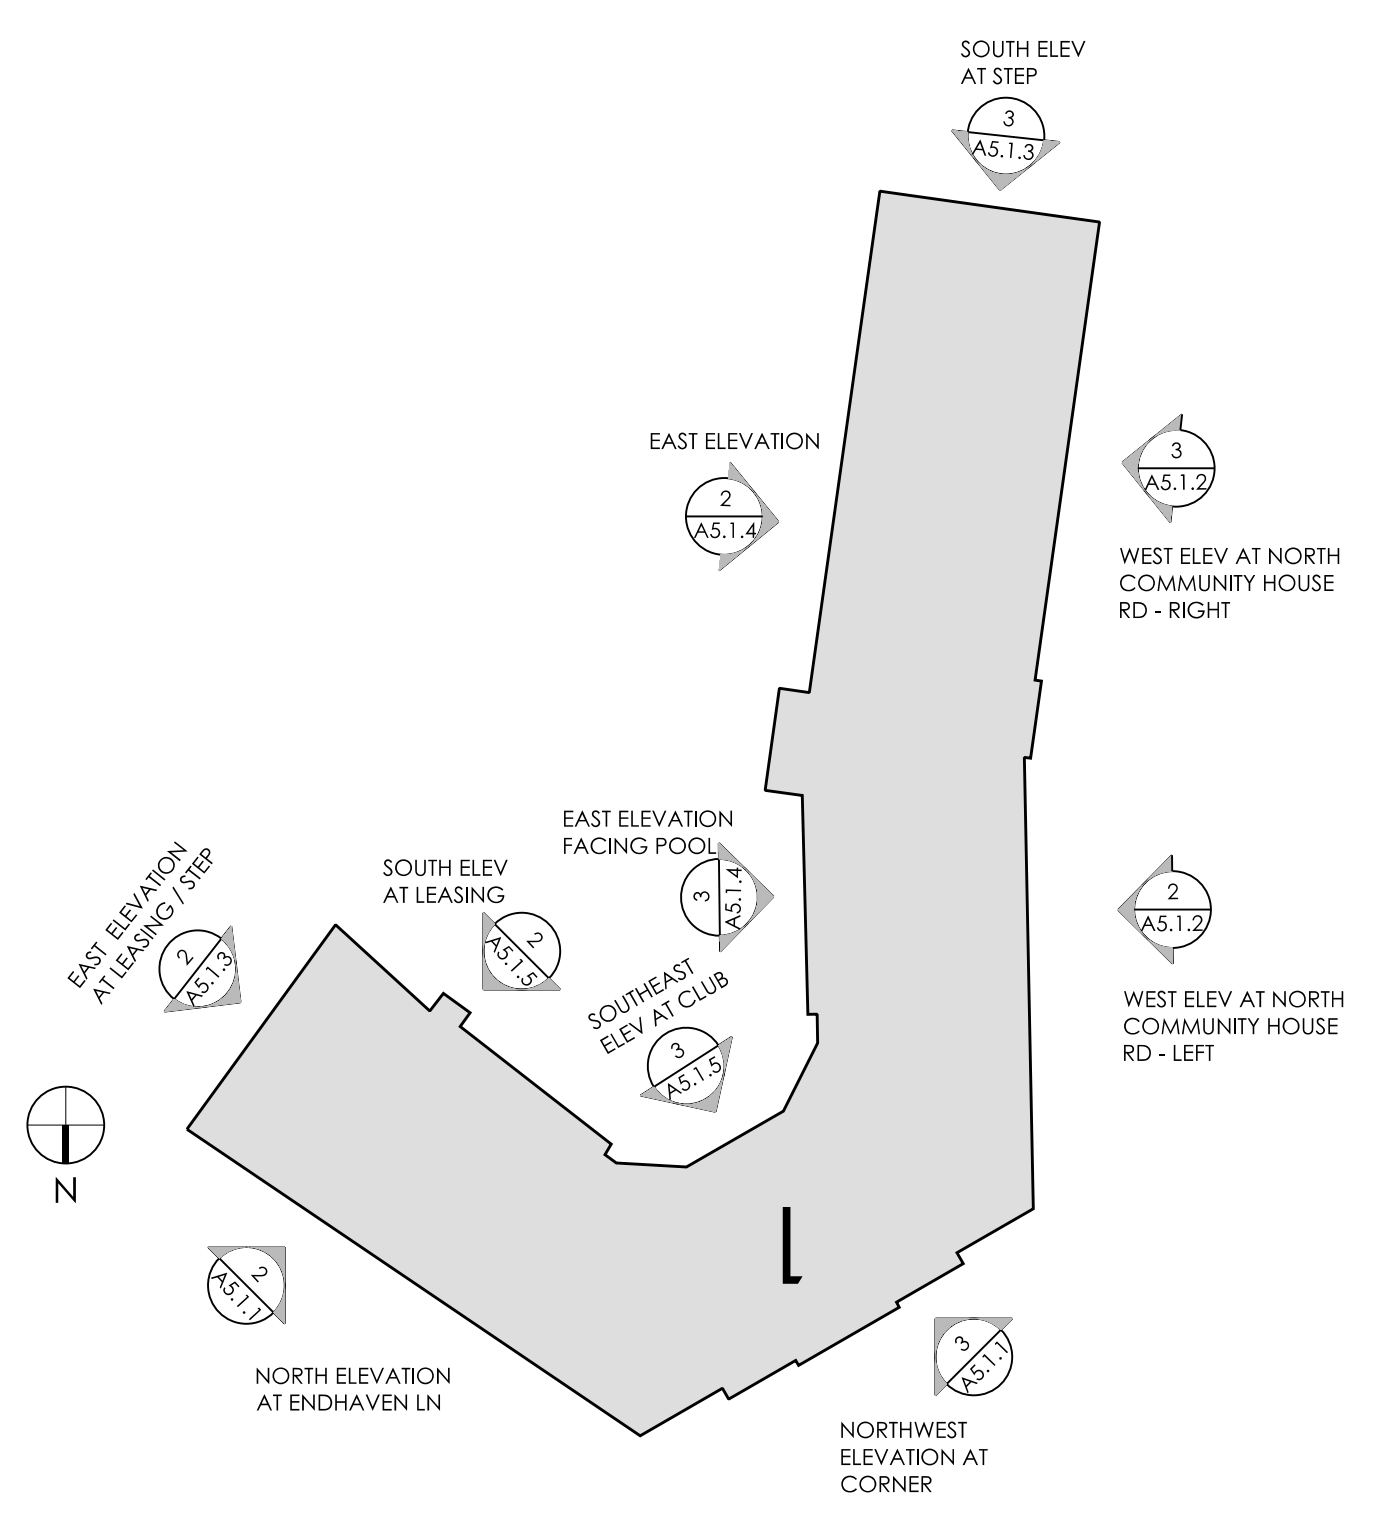 SOUTH ELEV
AT STEP
3
A5.1.3
EAST ELEVATION
2
A5.1.4
3
A5.1.2
WEST ELEV AT NORTH
COMMUNITY HOUSE
RD - RIGHT
EAST ELEVATION
FACING POOL
3
A5.1.4
SOUTH ELEV
AT LEASING
2
A5.1.5
EAST ELEVATION
AT LEASING / STEP
2
A5.1.3
2
A5.1.2
WEST ELEV AT NORTH
COMMUNITY HOUSE
RD - LEFT
SOUTHEAST
ELEV AT CLUB
3
A5.1.5
N
1
2
A5.1.1
NORTH ELEVATION
AT ENDHAVEN LN
3
A5.1.1
NORTHWEST
ELEVATION AT
CORNER